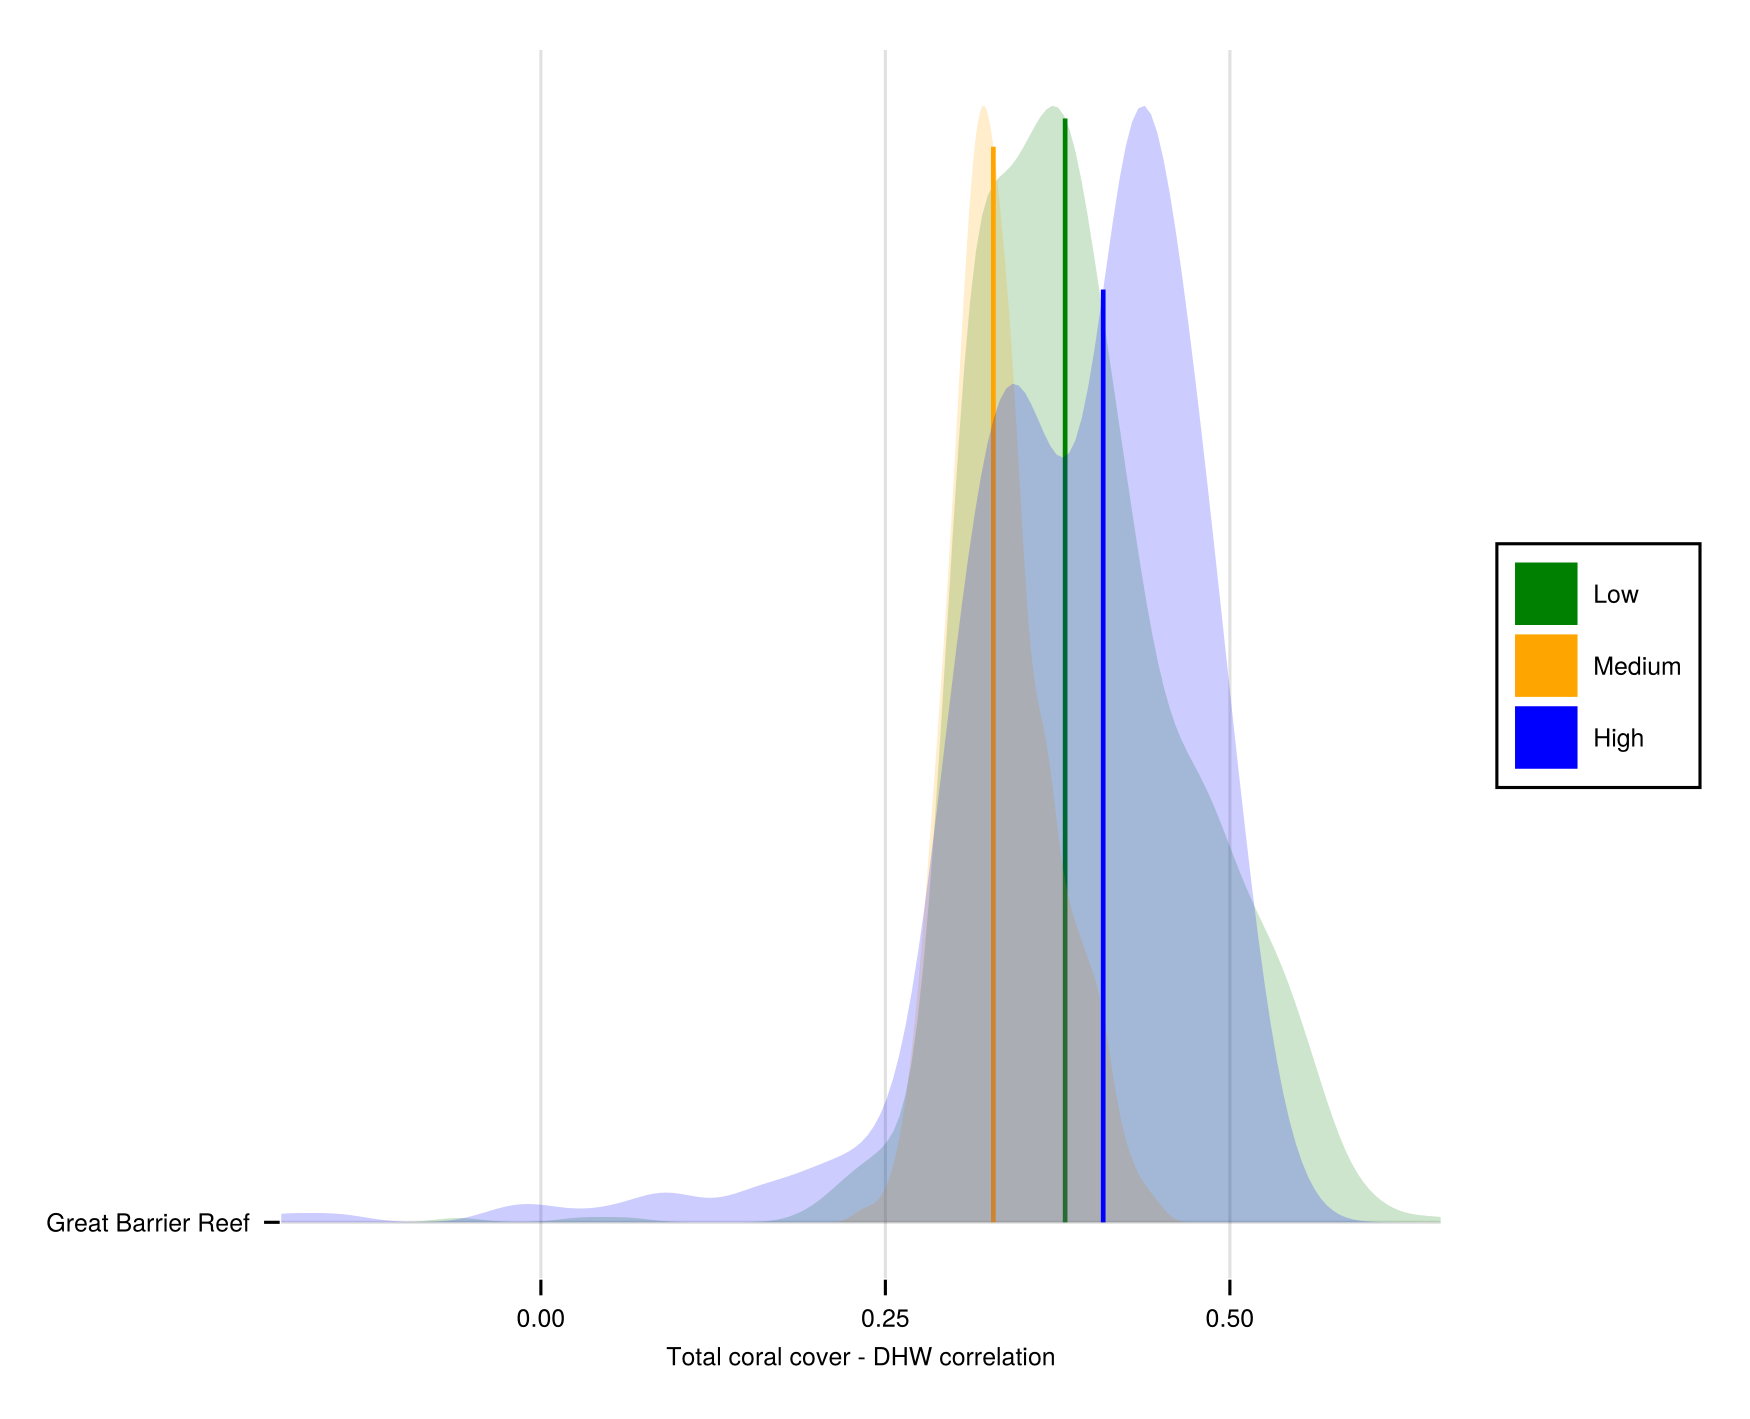 Low
Medium
High
Great Barrier Reef
0.00 0.25 0.50
Total coral cover - DHW correlation